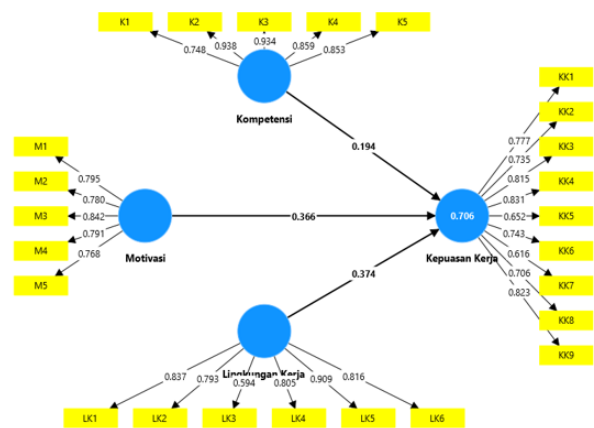 K1
K2
K3
K4
K5
0.748
0.938
0.934
0.859
0.853
Kompetensi
0.194
M1
M2
M3
M4
M5
0.795
0.780
0.842
0.791
0.768
Motivasi
0.366
0.706
Kepuasan Kerja
KK1
KK2
KK3
KK4
KK5
KK6
KK7
KK8
KK9
0.777
0.735
0.815
0.831
0.652
0.743
0.616
0.706
0.823
0.374
Lingkungan Kerja
0.837
0.793
0.594
0.805
0.909
0.816
LK1
LK2
LK3
LK4
LK5
LK6